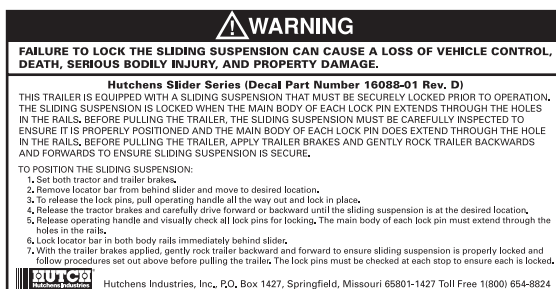 WARNING
FAILURE TO LOCK THE SLIDING SUSPENSION CAN CAUSE A LOSS OF VEHICLE CONTROL,
DEATH, SERIOUS BODILY INJURY, AND PROPERTY DAMAGE.
Hutchens Slider Series (Decal Part Number 16088-01 Rev. D)
THIS TRAILER IS EQUIPPED WITH A SLIDING SUSPENSION THAT MUST BE SECURELY LOCKED PRIOR TO OPERATION.
THE SLIDING SUSPENSION IS LOCKED WHEN THE MAIN BODY OF EACH LOCK PIN EXTENDS THROUGH THE HOLES
IN THE RAILS. BEFORE PULLING THE TRAILER, THE SLIDING SUSPENSION MUST BE CAREFULLY INSPECTED TO
ENSURE IT IS PROPERLY POSITIONED AND THE MAIN BODY OF EACH LOCK PIN DOES EXTEND THROUGH THE HOLE
IN THE RAILS. BEFORE PULLING THE TRAILER, APPLY TRAILER BRAKES AND GENTLY ROCK TRAILER BACKWARDS
AND FORWARDS TO ENSURE SLIDING SUSPENSION IS SECURE.
TO POSITION THE SLIDING SUSPENSION:
1. Set both tractor and trailer brakes.
2. Remove locator bar from behind slider and move to desired location.
3. To release the lock pins, pull operating handle all the way out and lock in place.
4. Release the tractor brakes and carefully drive forward or backward until the sliding suspension is at the desired location.
5. Release operating handle and visually check all lock pins for locking. The main body of each lock pin must extend through the
holes in the rails.
6. Lock locator bar in both body rails immediately behind slider.
7. With the trailer brakes applied, gently rock trailer backward and forward to ensure sliding suspension is properly locked and
follow procedures set out above before pulling the trailer. The lock pins must be checked at each stop to ensure each is locked.
HUTCH
Hutchens Industries
Hutchens Industries, Inc., P.O. Box 1427, Springfield, Missouri 65801-1427 Toll Free 1(800) 654-8824